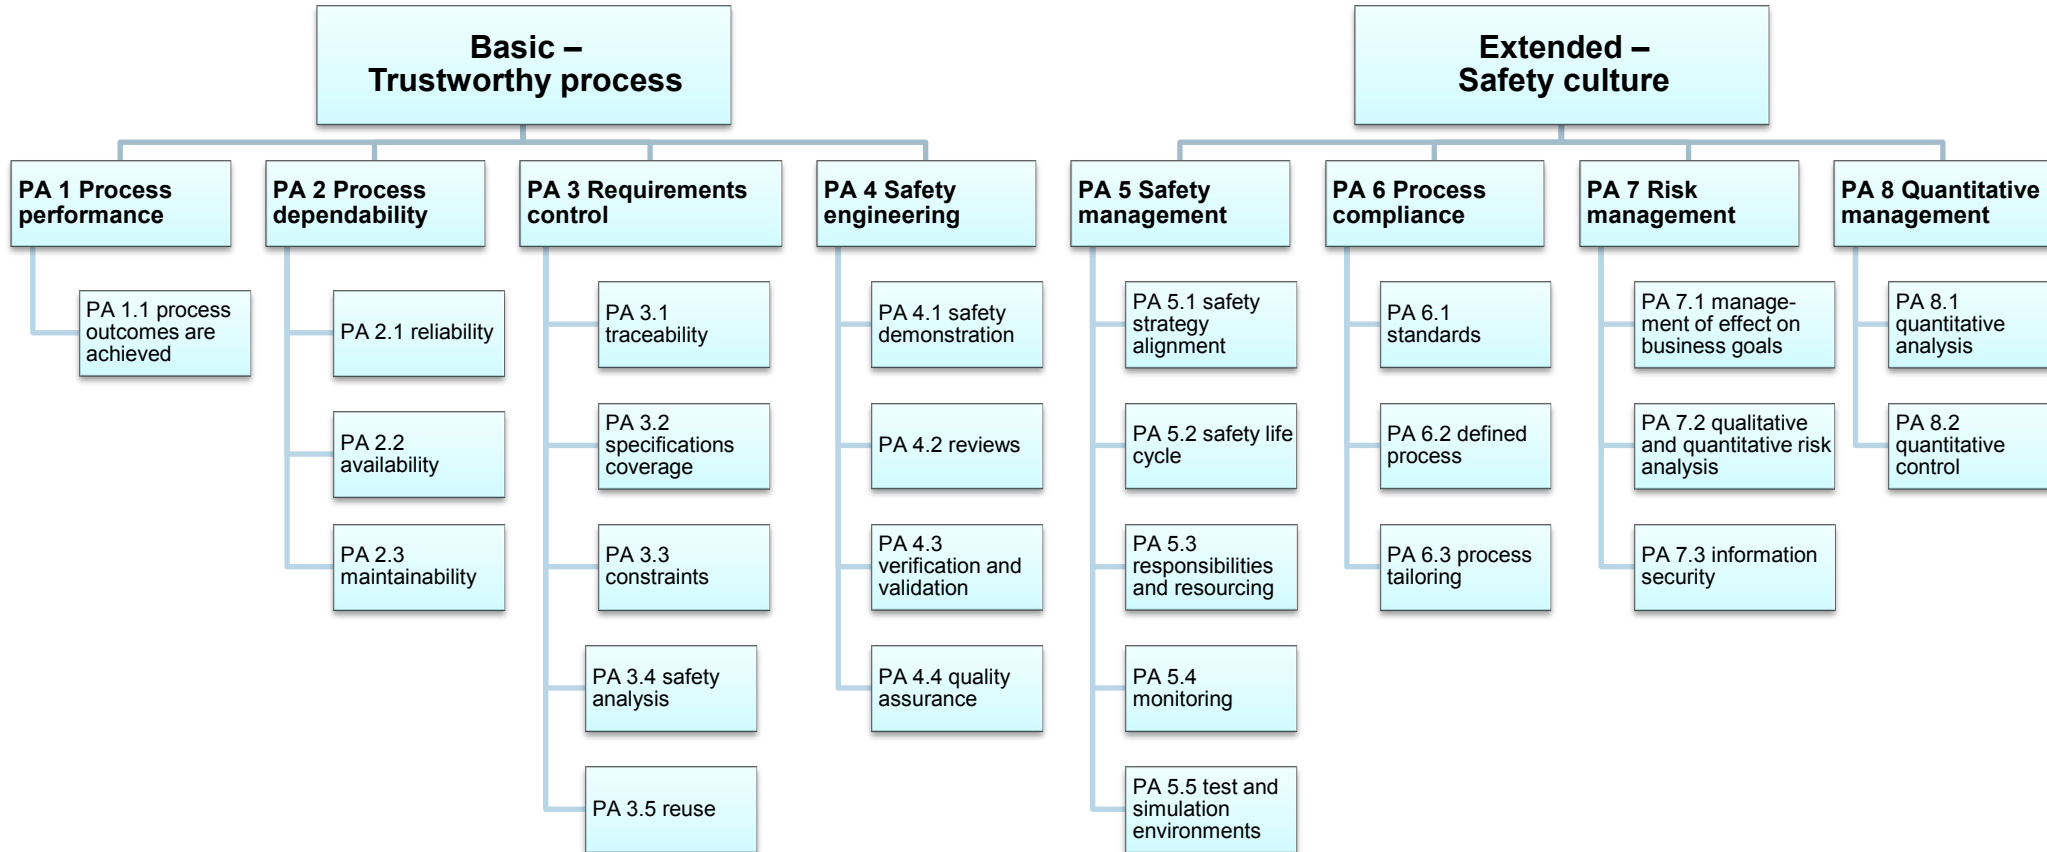 Basic –
Trustworthy process
Extended –
Safety culture
PA 1 Process
performance
PA 2 Process
dependability
PA 3 Requirements
control
PA 4 Safety
engineering
PA 5 Safety
management
PA 6 Process
compliance
PA 7 Risk
management
PA 8 Quantitative
management
PA 1.1 process
outcomes are
achieved
PA 2.1 reliability
PA 2.2
availability
PA 2.3
maintainability
PA 3.1
traceability
PA 3.2
specifications
coverage
PA 3.3
constraints
PA 3.4 safety
analysis
PA 3.5 reuse
PA 4.1 safety
demonstration
PA 4.2 reviews
PA 4.3
verification and
validation
PA 4.4 quality
assurance
PA 5.1 safety
strategy
alignment
PA 5.2 safety life
cycle
PA 5.3
responsibilities
and resourcing
PA 5.4
monitoring
PA 5.5 test and
simulation
environments
PA 6.1
standards
PA 6.2 defined
process
PA 6.3 process
tailoring
PA 7.1 manage-
ment of effect on
business goals
PA 7.2 qualitative
and quantitative risk
analysis
PA 7.3 information
security
PA 8.1
quantitative
analysis
PA 8.2
quantitative
control